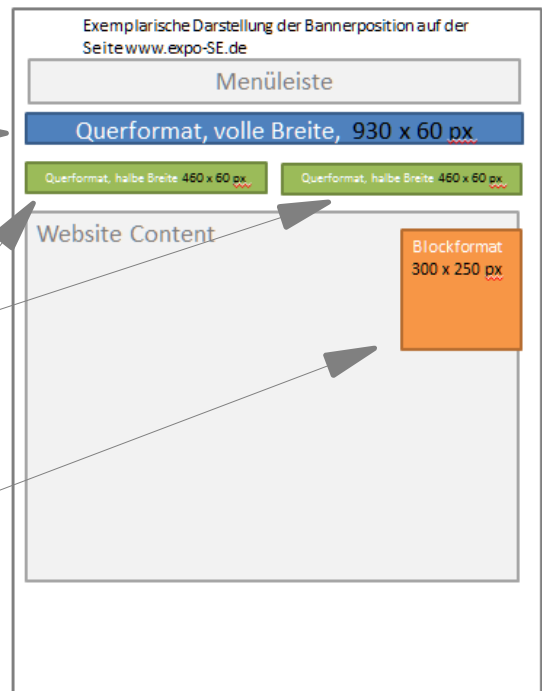 Exemplarische Darstellung der Bannerposition auf der
Seite www.expo-SE.de
Menüleiste
Querformat, volle Breite, 930 x 60 px
Querformat, halbe Breite 460 x 60 px
Querformat, halbe Breite 460 x 60 px
Website Content
Blockformat
300 x 250 px